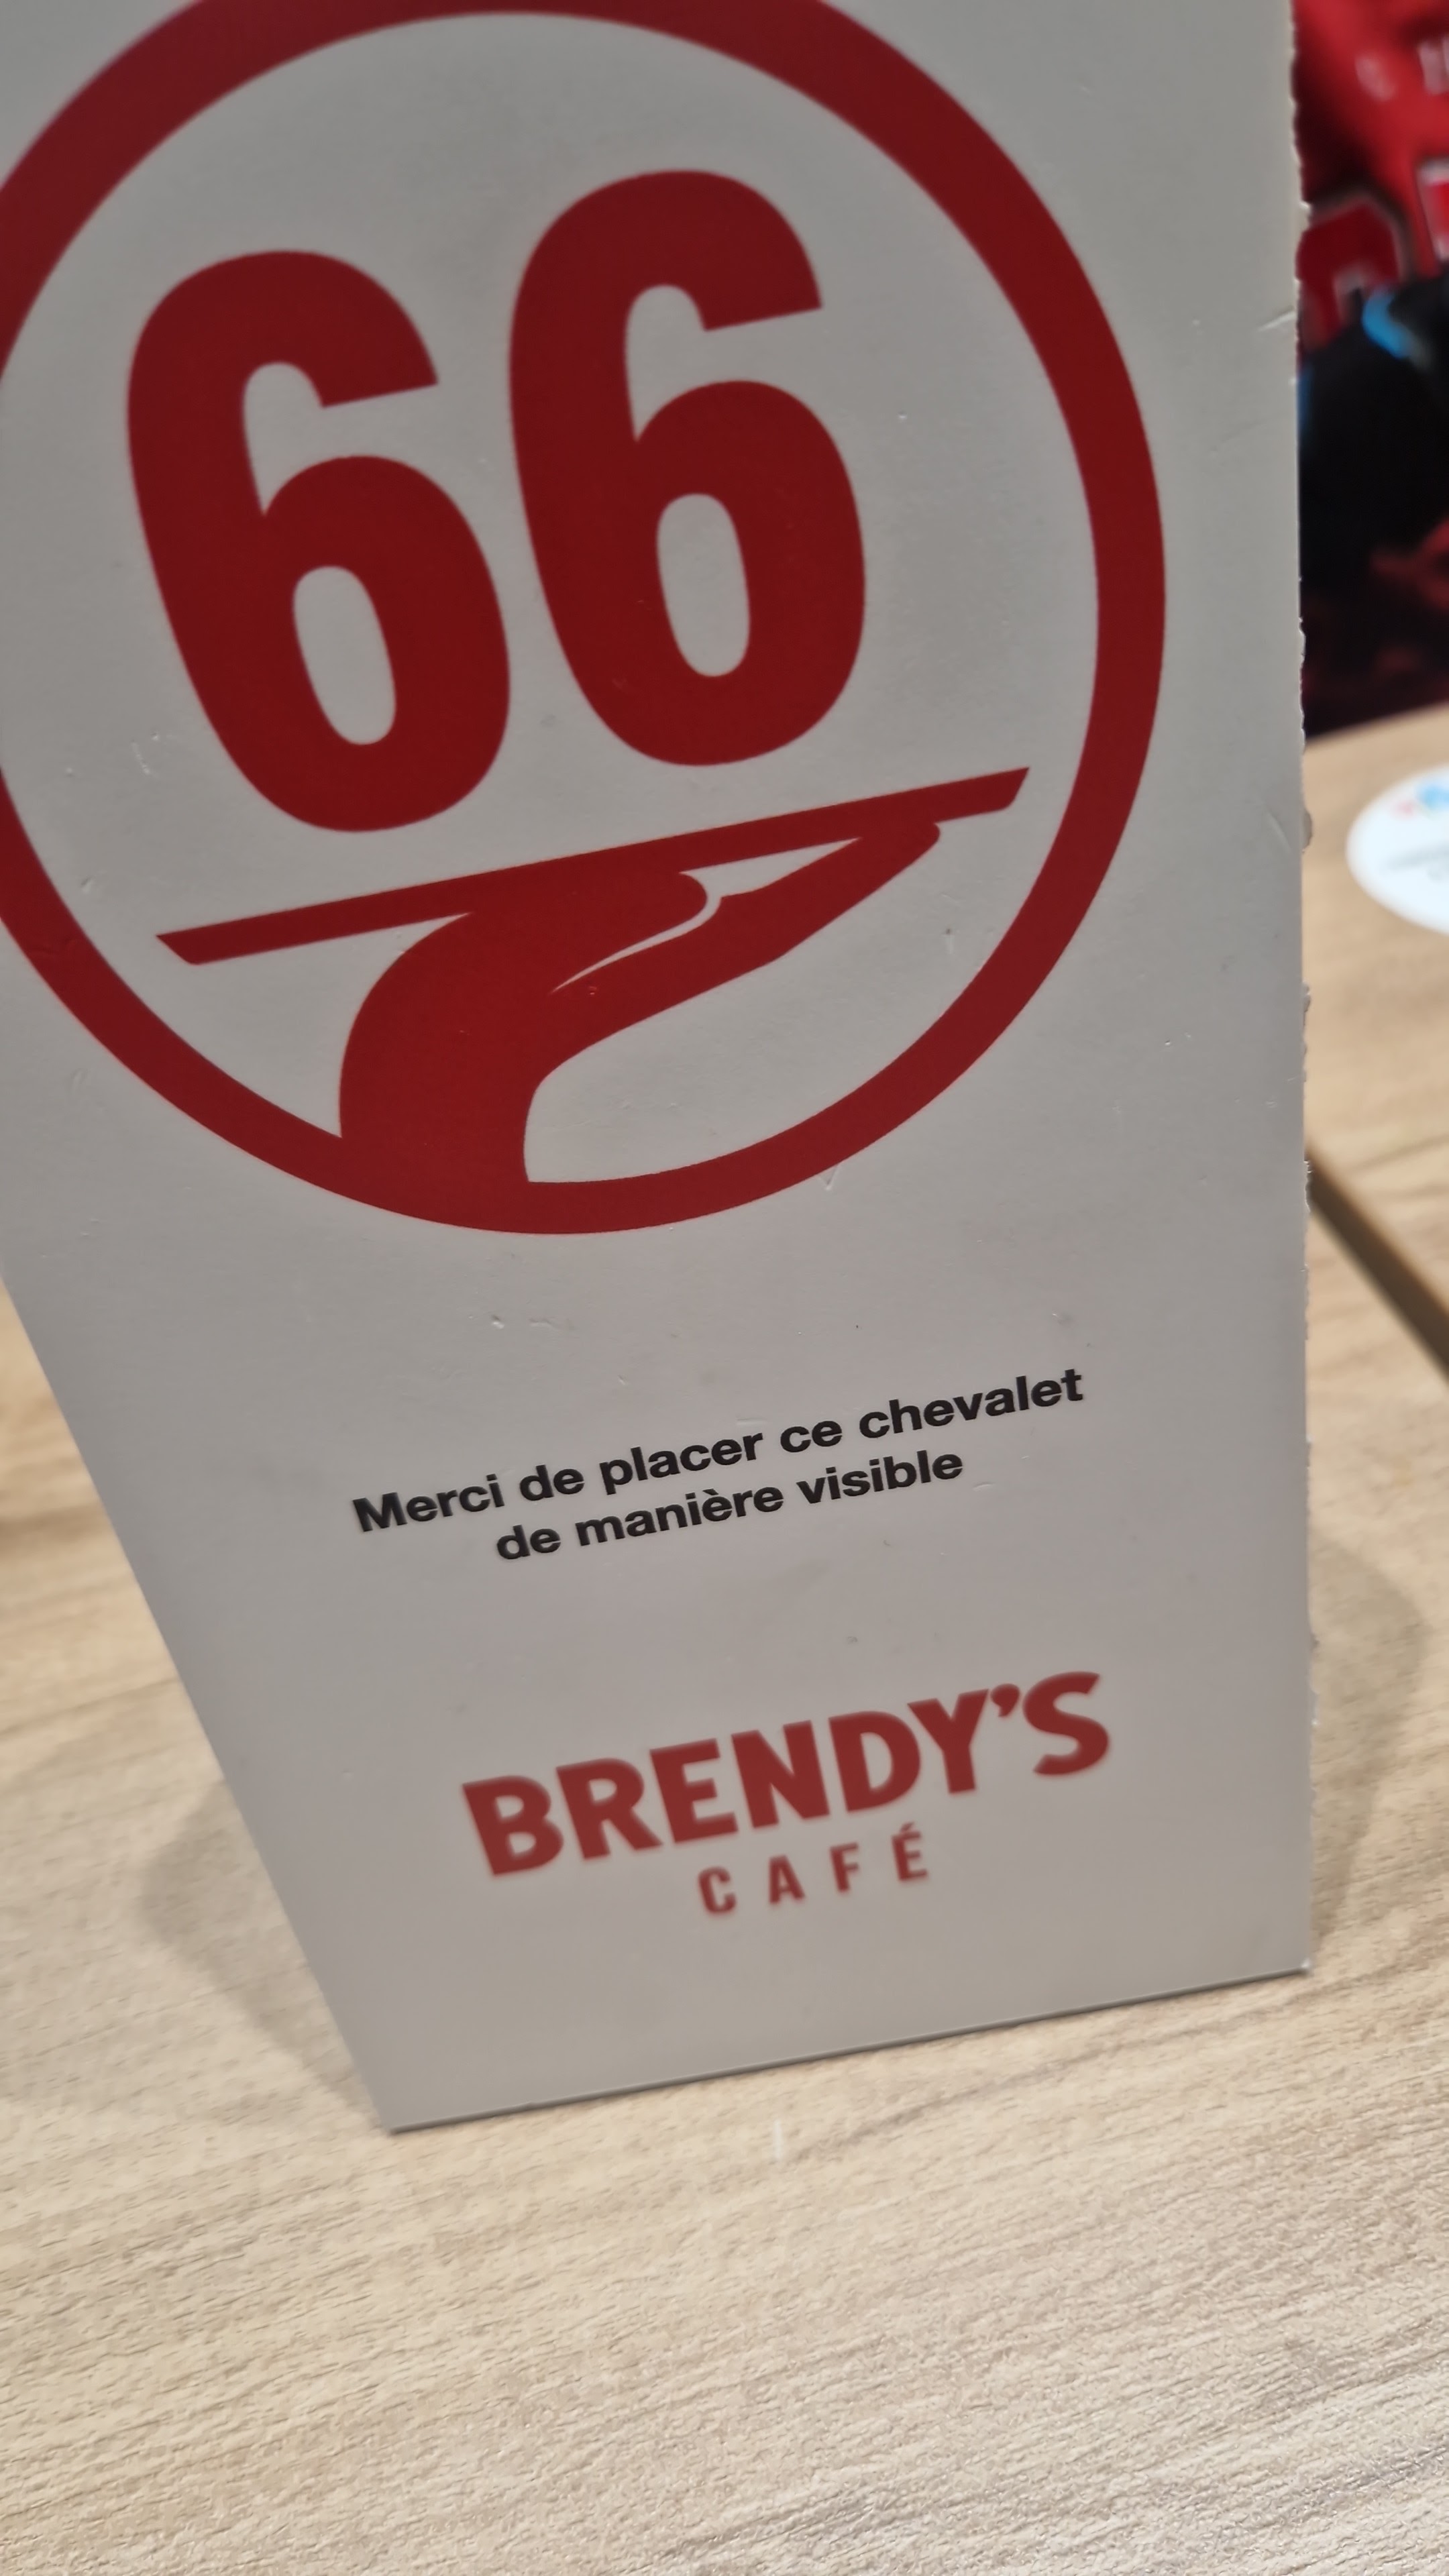 66
Merci de placer ce chevalet
de manière visible
BRENDY'S
CAFÉ